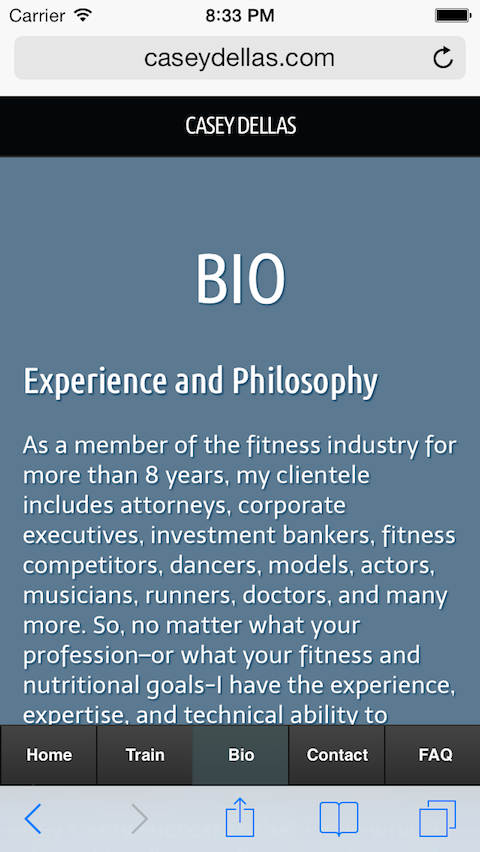 Carrier 8:33 PM
caseydellas.com
CASEY DELLAS
BIO
Experience and Philosophy
As a member of the fitness industry for
more than 8 years, my clientele
includes attorneys, corporate
executives, investment bankers, fitness
competitors, dancers, models, actors,
musicians, runners, doctors, and many
more. So, no matter what your
profession–or what your fitness and
nutritional goals-I have the experience,
expertise, and technical ability to
Home Train Bio Contact FAQ